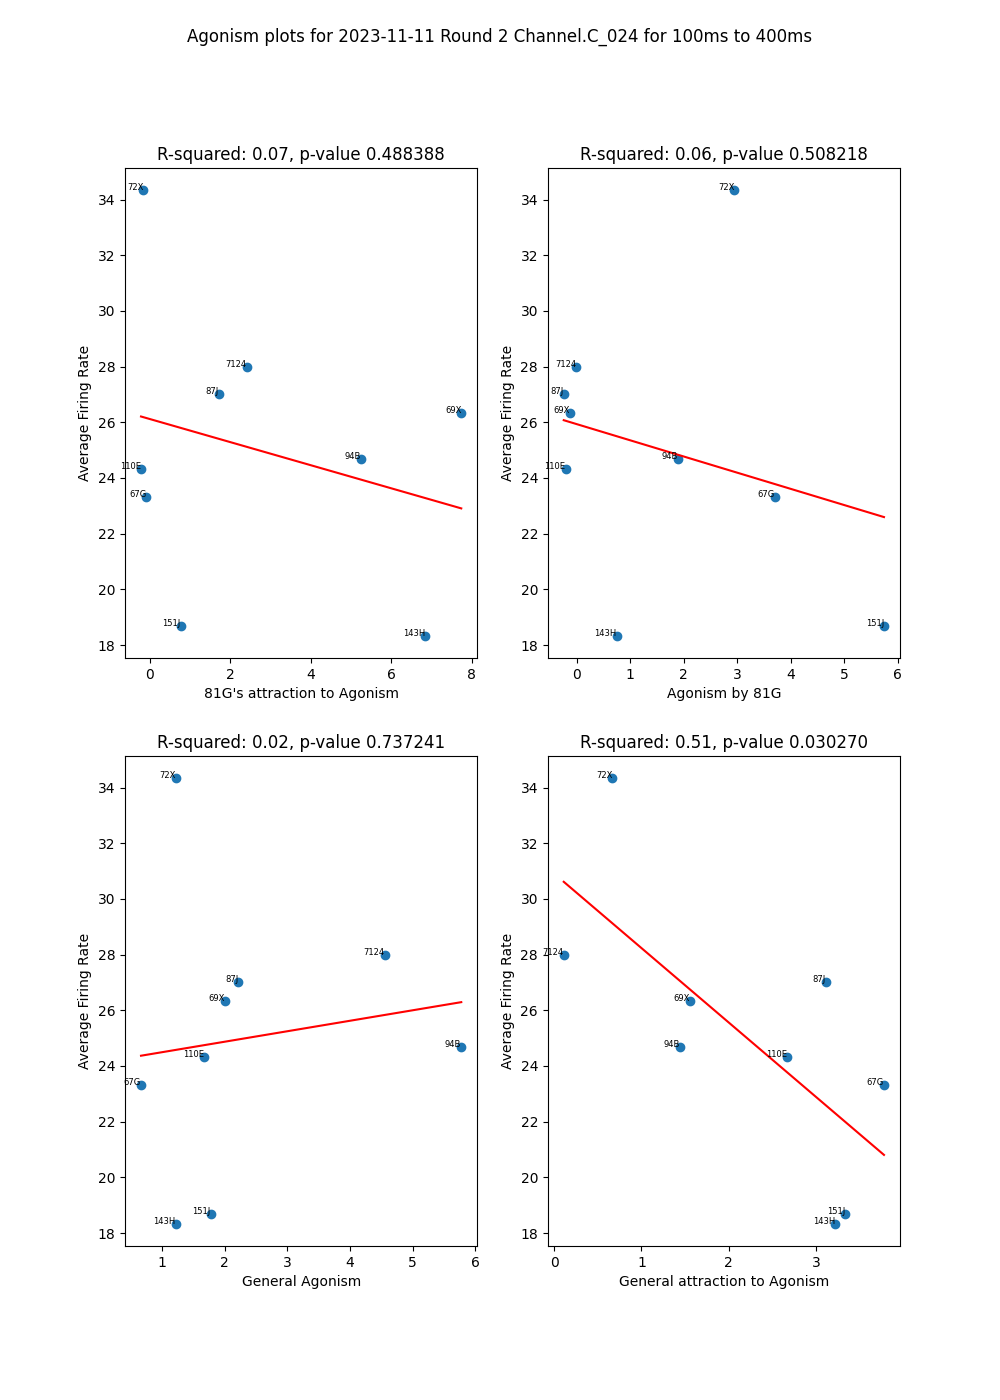 Agonism plots for 2023-11-11 Round 2 Channel.C_024 for 100ms to 400ms
R-squared: 0.07, p-value 0.488388
34
32
30
28
26
24
22
20
18
Average Firing Rate
72X
7124
87J
69X
94B
110E
67G
151J
143H
0 2 4 6 8
81G's attraction to Agonism
R-squared: 0.06, p-value 0.508218
34
32
30
28
26
24
22
20
18
Average Firing Rate
72X
7124
87J
69X
94B
110E
67G
151J
143H
0 1 2 3 4 5 6
Agonism by 81G
R-squared: 0.02, p-value 0.737241
34
32
30
28
26
24
22
20
18
Average Firing Rate
72X
7124
87J
69X
94B
110E
67G
151J
143H
1 2 3 4 5 6
General Agonism
R-squared: 0.51, p-value 0.030270
34
32
30
28
26
24
22
20
18
Average Firing Rate
72X
7124
87J
69X
94B
110E
67G
151J
143H
0 1 2 3
General attraction to Agonism